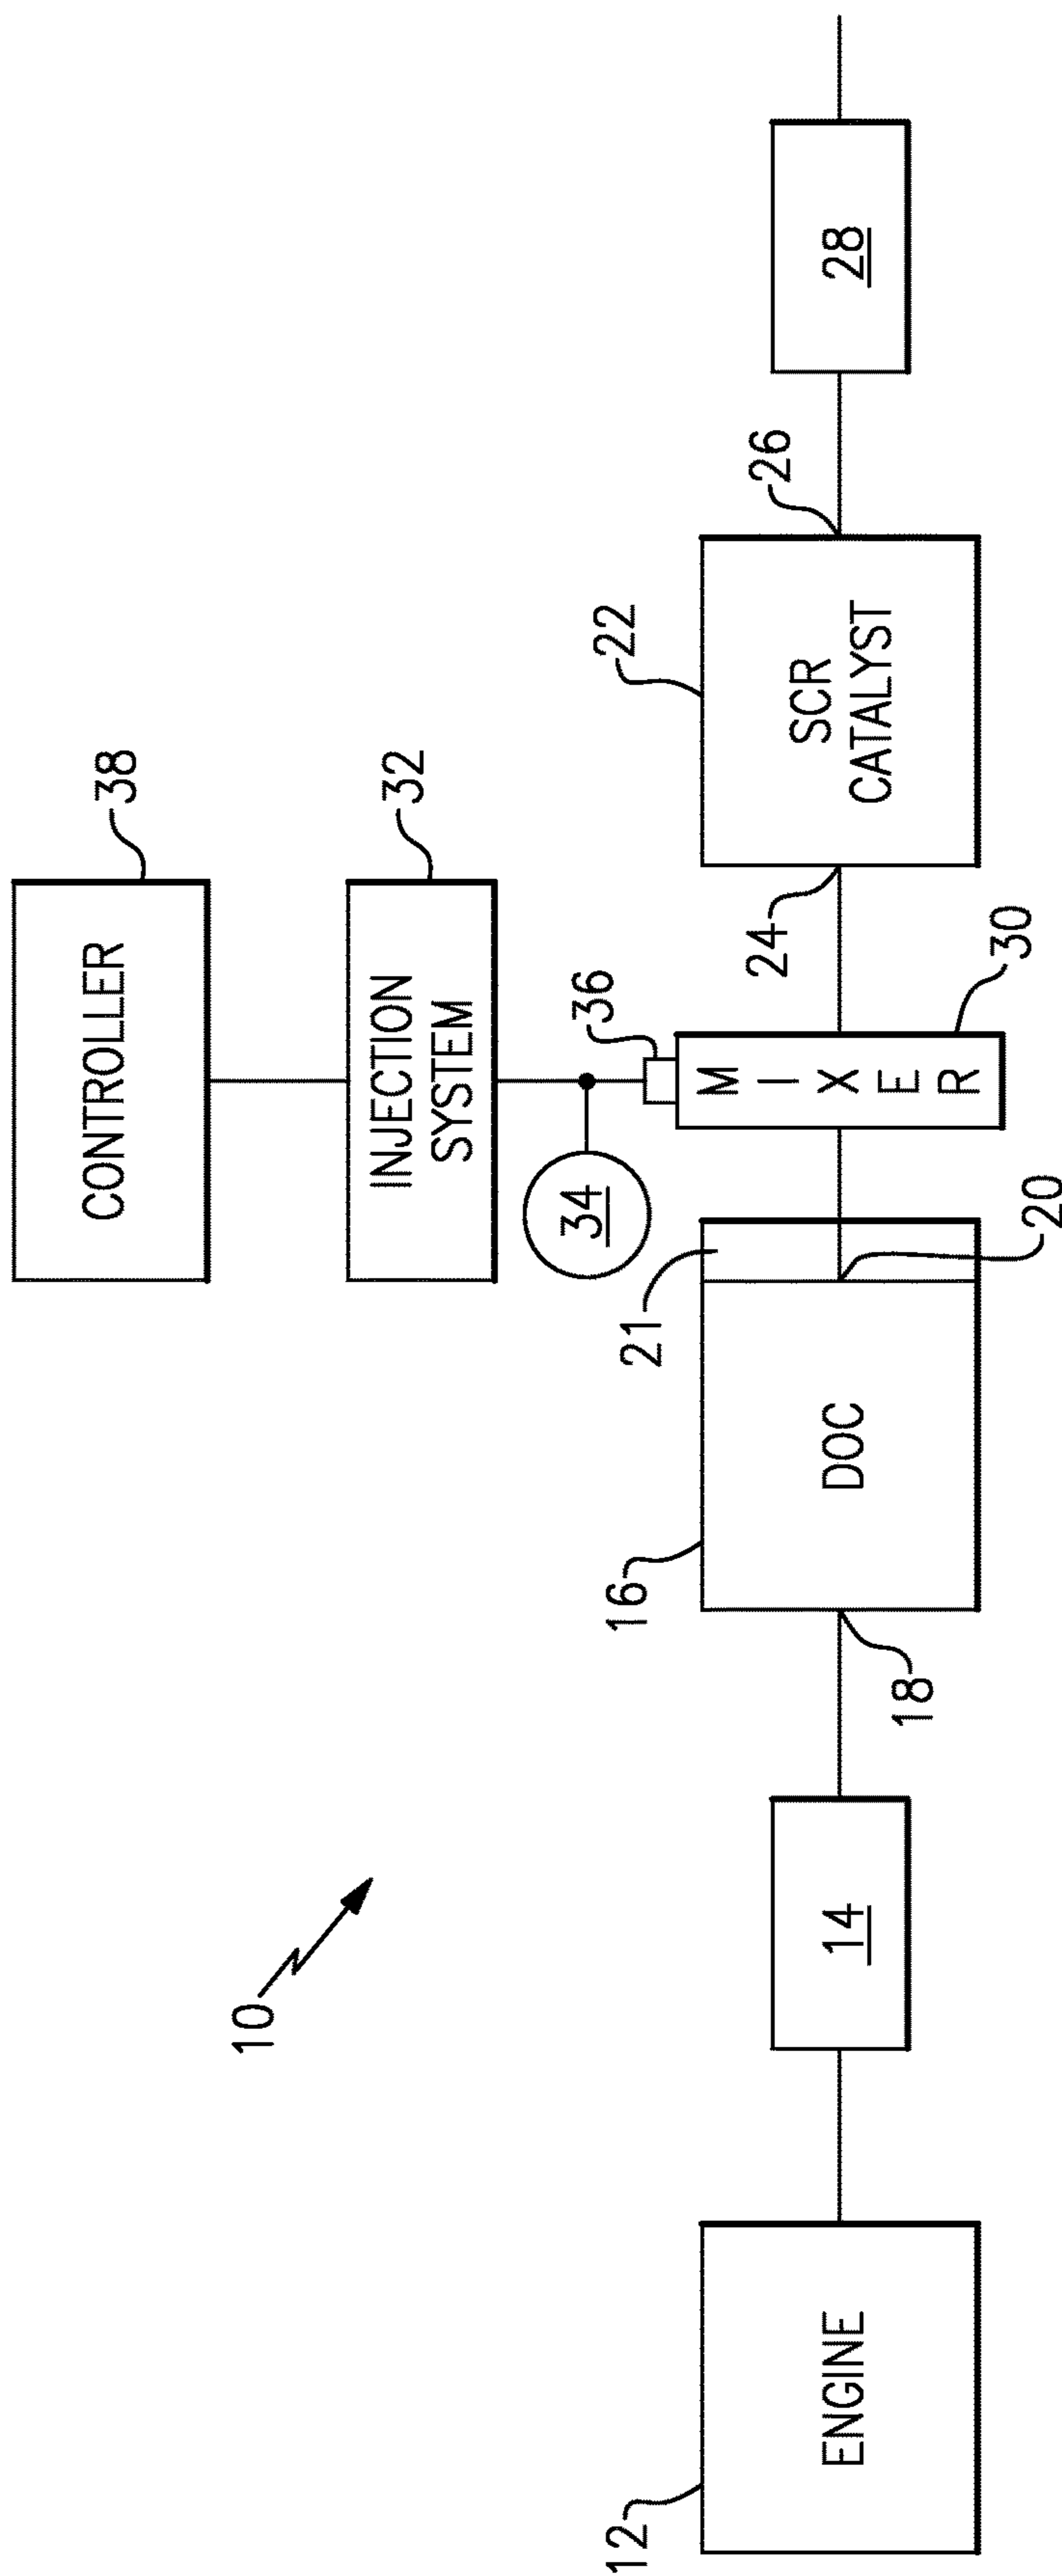 10
CONTROLLER
38
INJECTION
SYSTEM
32
34
36
12
ENGINE
14
16
DOC
18
21
20
MIXER
30
24
22
SCR
CATALYST
26
28